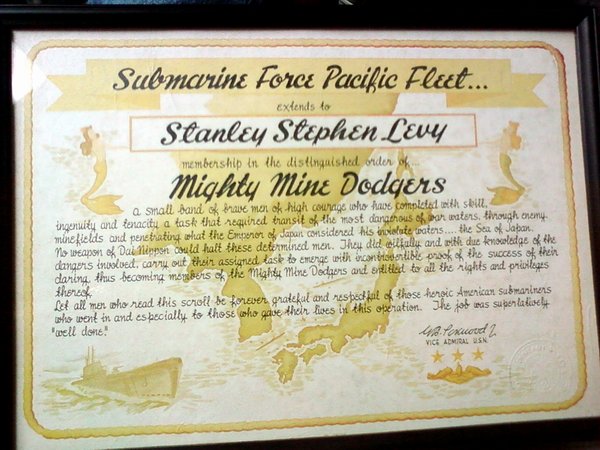 Submarine Force Pacific Fleet...
extends to
Stanley Stephen Levy
membership in the distinguished order of....
Mighty Mine Dodgers
a small band of brave men of high courage who have completed with skill,
ingenuity and tenacity a task that required transit of the most dangerous of war waters, through enemy
minefields and penetrating what the Emperor of Japan considered his inviolate waters.... the Sea of Japan.
No weapon of Dai Nippon could halt these determined men. They did willfully and with due knowledge of the
dangers involved, carry out their assigned task to emerge with incontrovertible proof of the success of their
daring, thus becoming members of the Mighty Mine Dodgers and entitled to all the rights and privileges
thereof.
Let all men who read this scroll be forever grateful and respectful of those heroic American submariners
who went in and especially to those who gave their lives in this operation. The job was superlatively
"well done."
VICE ADMIRAL U.S.N.